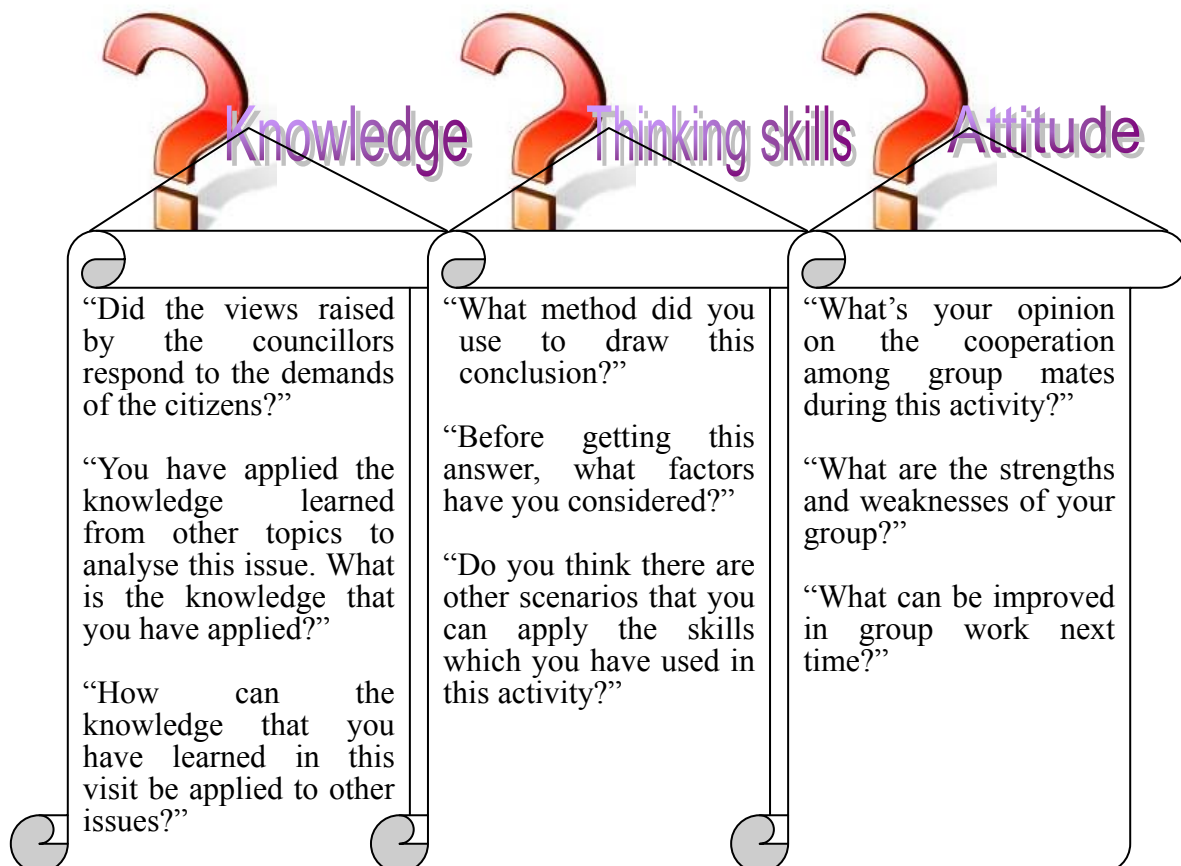 Knowledge
“Did the views raised
by the councillors
respond to the demands
of the citizens?”
“You have applied the
knowledge learned
from other topics to
analyse this issue. What
is the knowledge that
you have applied?”
“How can the
knowledge that you
have learned in this
visit be applied to other
issues?”
Thinking skills
“What method did you
use to draw this
conclusion?”
“Before getting this
answer, what factors
have you considered?”
“Do you think there are
other scenarios that you
can apply the skills
which you have used in
this activity?”
Attitude
“What’s your opinion
on the cooperation
among group mates
during this activity?”
“What are the strengths
and weaknesses of your
group?”
“What can be improved
in group work next
time?”